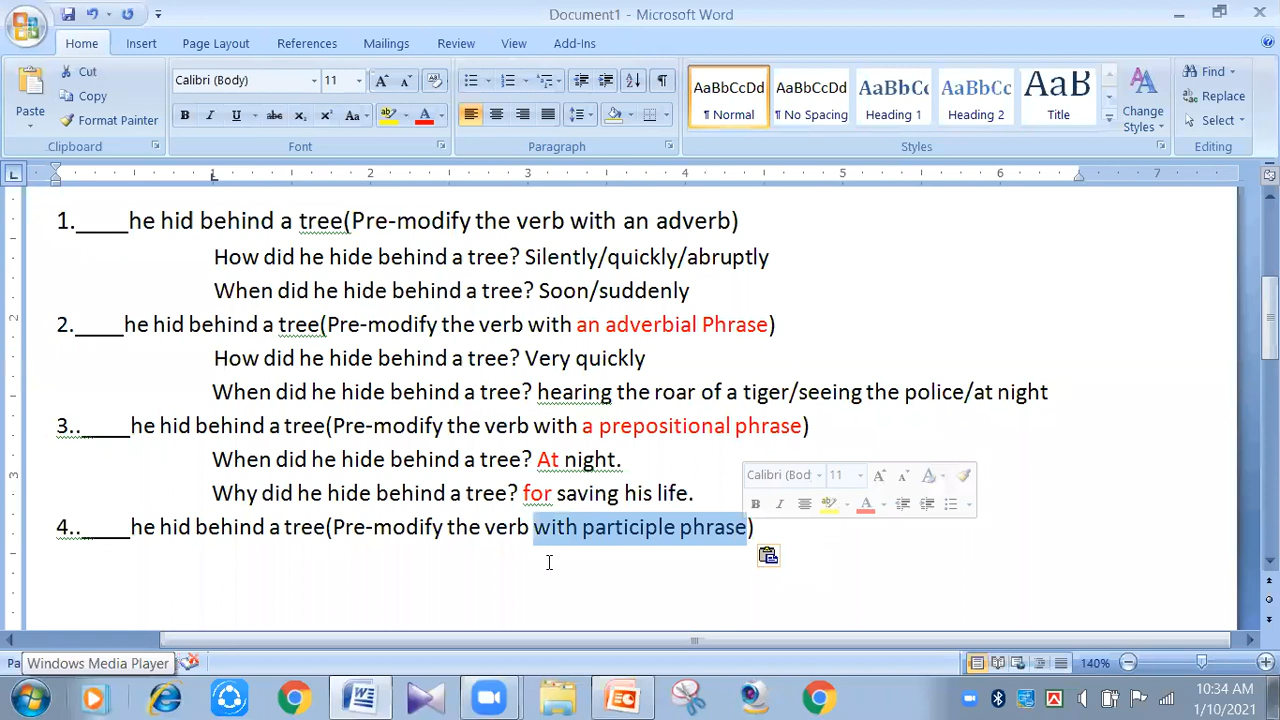 Document1 - Microsoft Word
Home Insert Page Layout References Mailings Review View Add-Ins
Paste Cut Copy Format Painter Clipboard
Calibri (Body) 11 Font
Paragraph
AaBbCcDd ¶ Normal AaBbCcDd ¶ No Spacing AaBbCc Heading 1 AaBbCc Heading 2 AaB Title Change Styles Styles
Find Replace Select Editing
1 2 3 4 5 6 7
1.____he hid behind a tree(Pre-modify the verb with an adverb)
How did he hide behind a tree? Silently/quickly/abruptly
When did he hide behind a tree? Soon/suddenly
2.____he hid behind a tree(Pre-modify the verb with an adverbial Phrase)
How did he hide behind a tree? Very quickly
When did he hide behind a tree? hearing the roar of a tiger/seeing the police/at night
3..____he hid behind a tree(Pre-modify the verb with a prepositional phrase)
When did he hide behind a tree? At night.
Why did he hide behind a tree? for saving his life.
Calibri (Bod 11
4..____he hid behind a tree(Pre-modify the verb with participle phrase)
Pa
Windows Media Player
140%
10:34 AM
1/10/2021